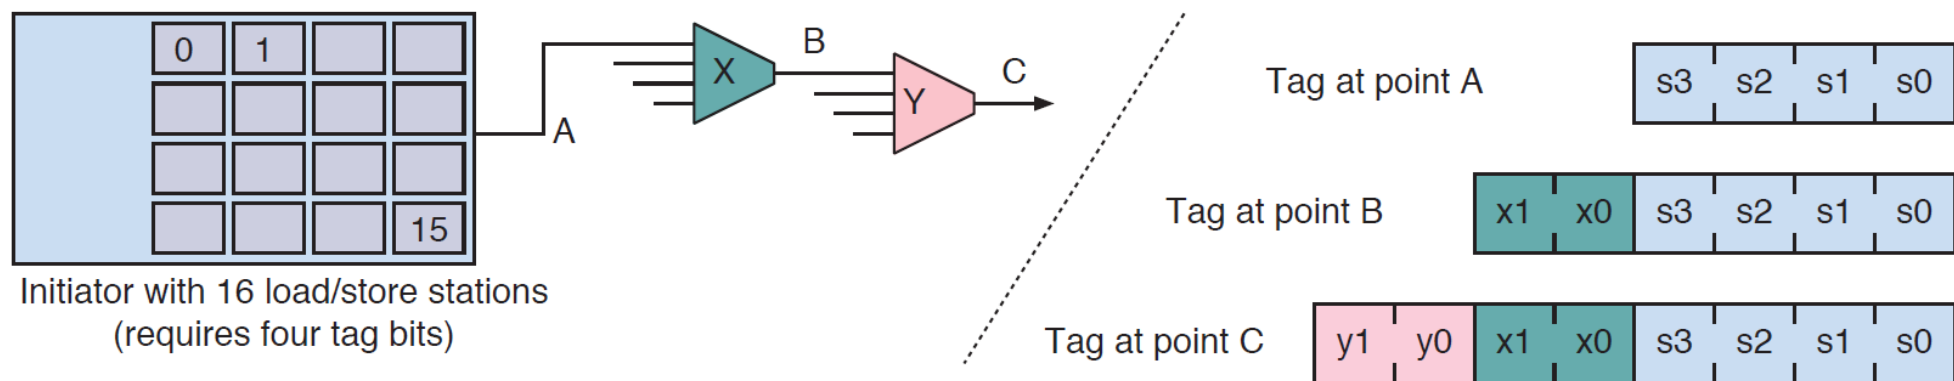 0 1
15
Initiator with 16 load/store stations
(requires four tag bits)
A
X
B
Y
C
Tag at point A s3 s2 s1 s0
Tag at point B x1 x0 s3 s2 s1 s0
Tag at point C y1 y0 x1 x0 s3 s2 s1 s0